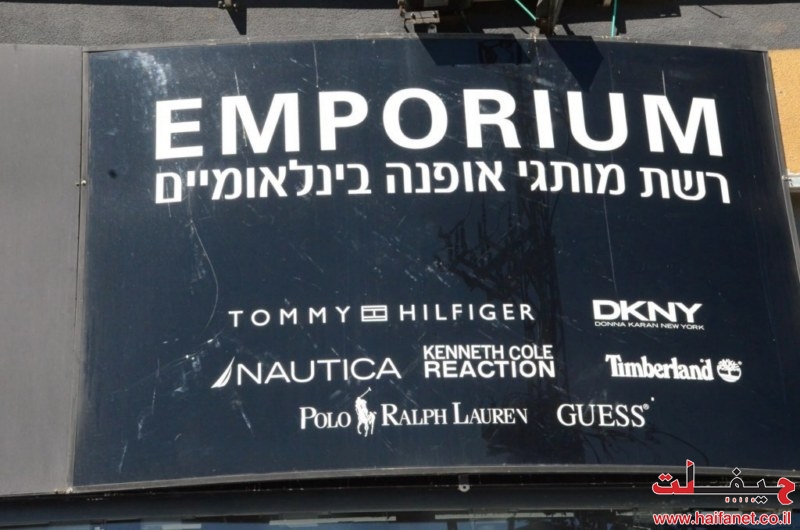 EMPORIUM
רשת מותגי אופנה בינלאומיים
TOMMY HILFIGER DKNY
DONNA KARAN NEW YORK
NAUTICA KENNETH COLE REACTION Timberland
POLO RALPH LAUREN GUESS
حيفانت
www.haifanet.co.il